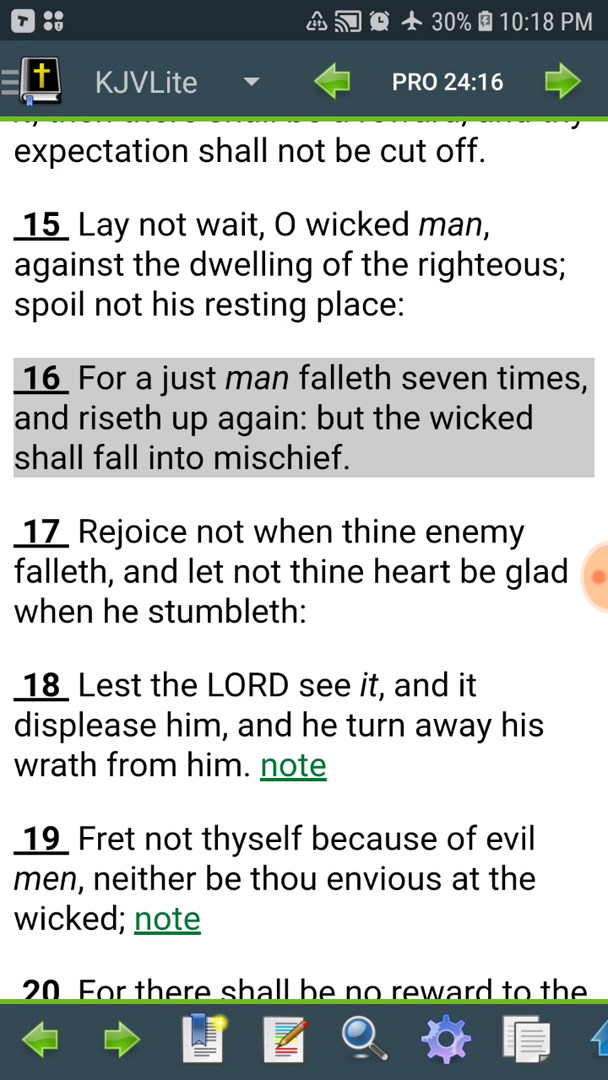 30% 10:18 PM
KJVLite PRO 24:16
expectation shall not be cut off.
15 Lay not wait, O wicked man,
against the dwelling of the righteous;
spoil not his resting place:
16 For a just man falleth seven times,
and riseth up again: but the wicked
shall fall into mischief.
17 Rejoice not when thine enemy
falleth, and let not thine heart be glad
when he stumbleth:
18 Lest the LORD see it, and it
displease him, and he turn away his
wrath from him. note
19 Fret not thyself because of evil
men, neither be thou envious at the
wicked; note
20 For there shall be no reward to the